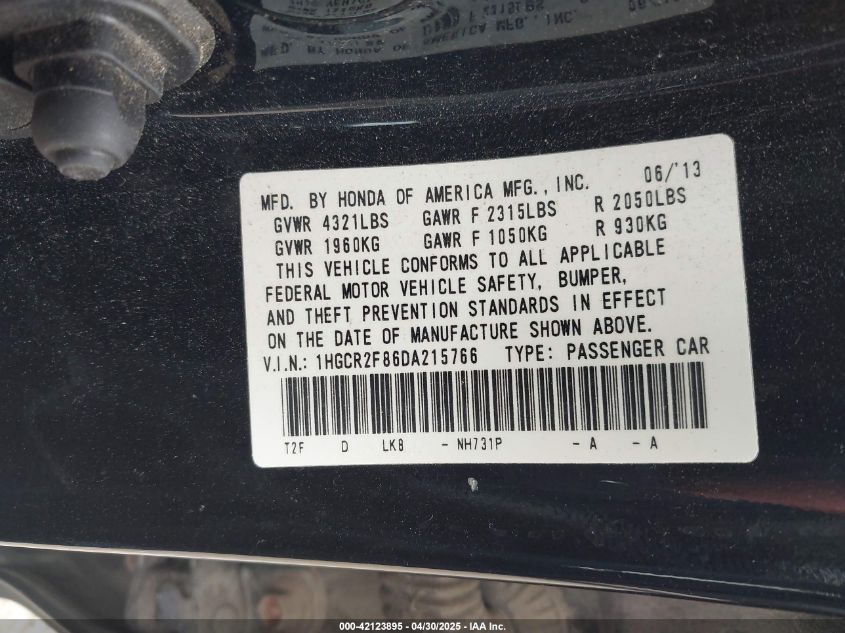 MFD. BY HONDA OF AMERICA MFG., INC. 06/'13
GVWR 4321LBS GAWR F 2315LBS R 2050LBS
GVWR 1960KG GAWR F 1050KG R 930KG
THIS VEHICLE CONFORMS TO ALL APPLICABLE
FEDERAL MOTOR VEHICLE SAFETY, BUMPER,
AND THEFT PREVENTION STANDARDS IN EFFECT
ON THE DATE OF MANUFACTURE SHOWN ABOVE.
V.I.N.: 1HGCR2F86DA215766 TYPE: PASSENGER CAR
T2F D LK8 - NH731P - A - A
000-42123895 - 04/30/2025 - IAA Inc.